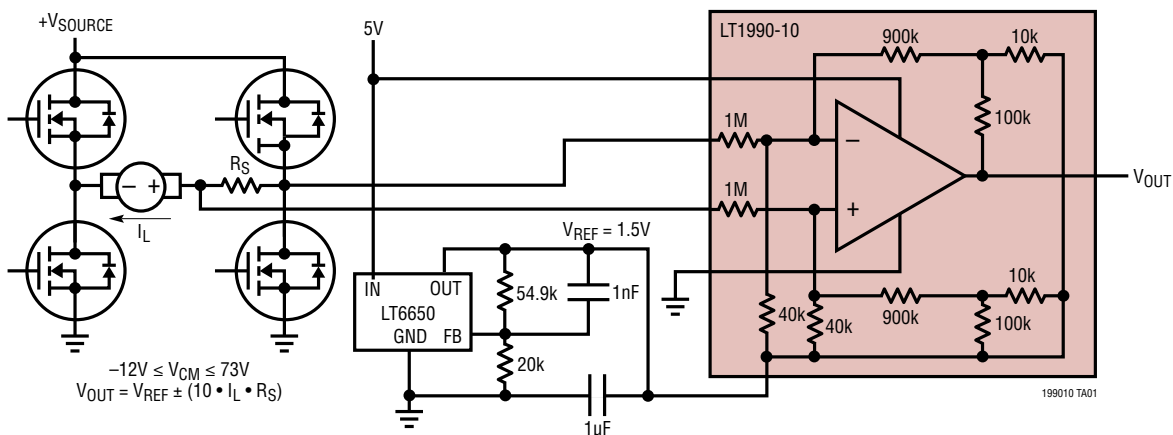 +VSOURCE
5V
LT1990-10
900k
10k
1M
100k
RS
− +
−
VOUT
1M
+
IL
VREF = 1.5V
IN OUT
54.9k
1nF
10k
LT6650
40k
40k
900k
100k
GND FB
20k
–12V ≤ VCM ≤ 73V
VOUT = VREF ± (10 • IL • RS)
1µF
199010 TA01